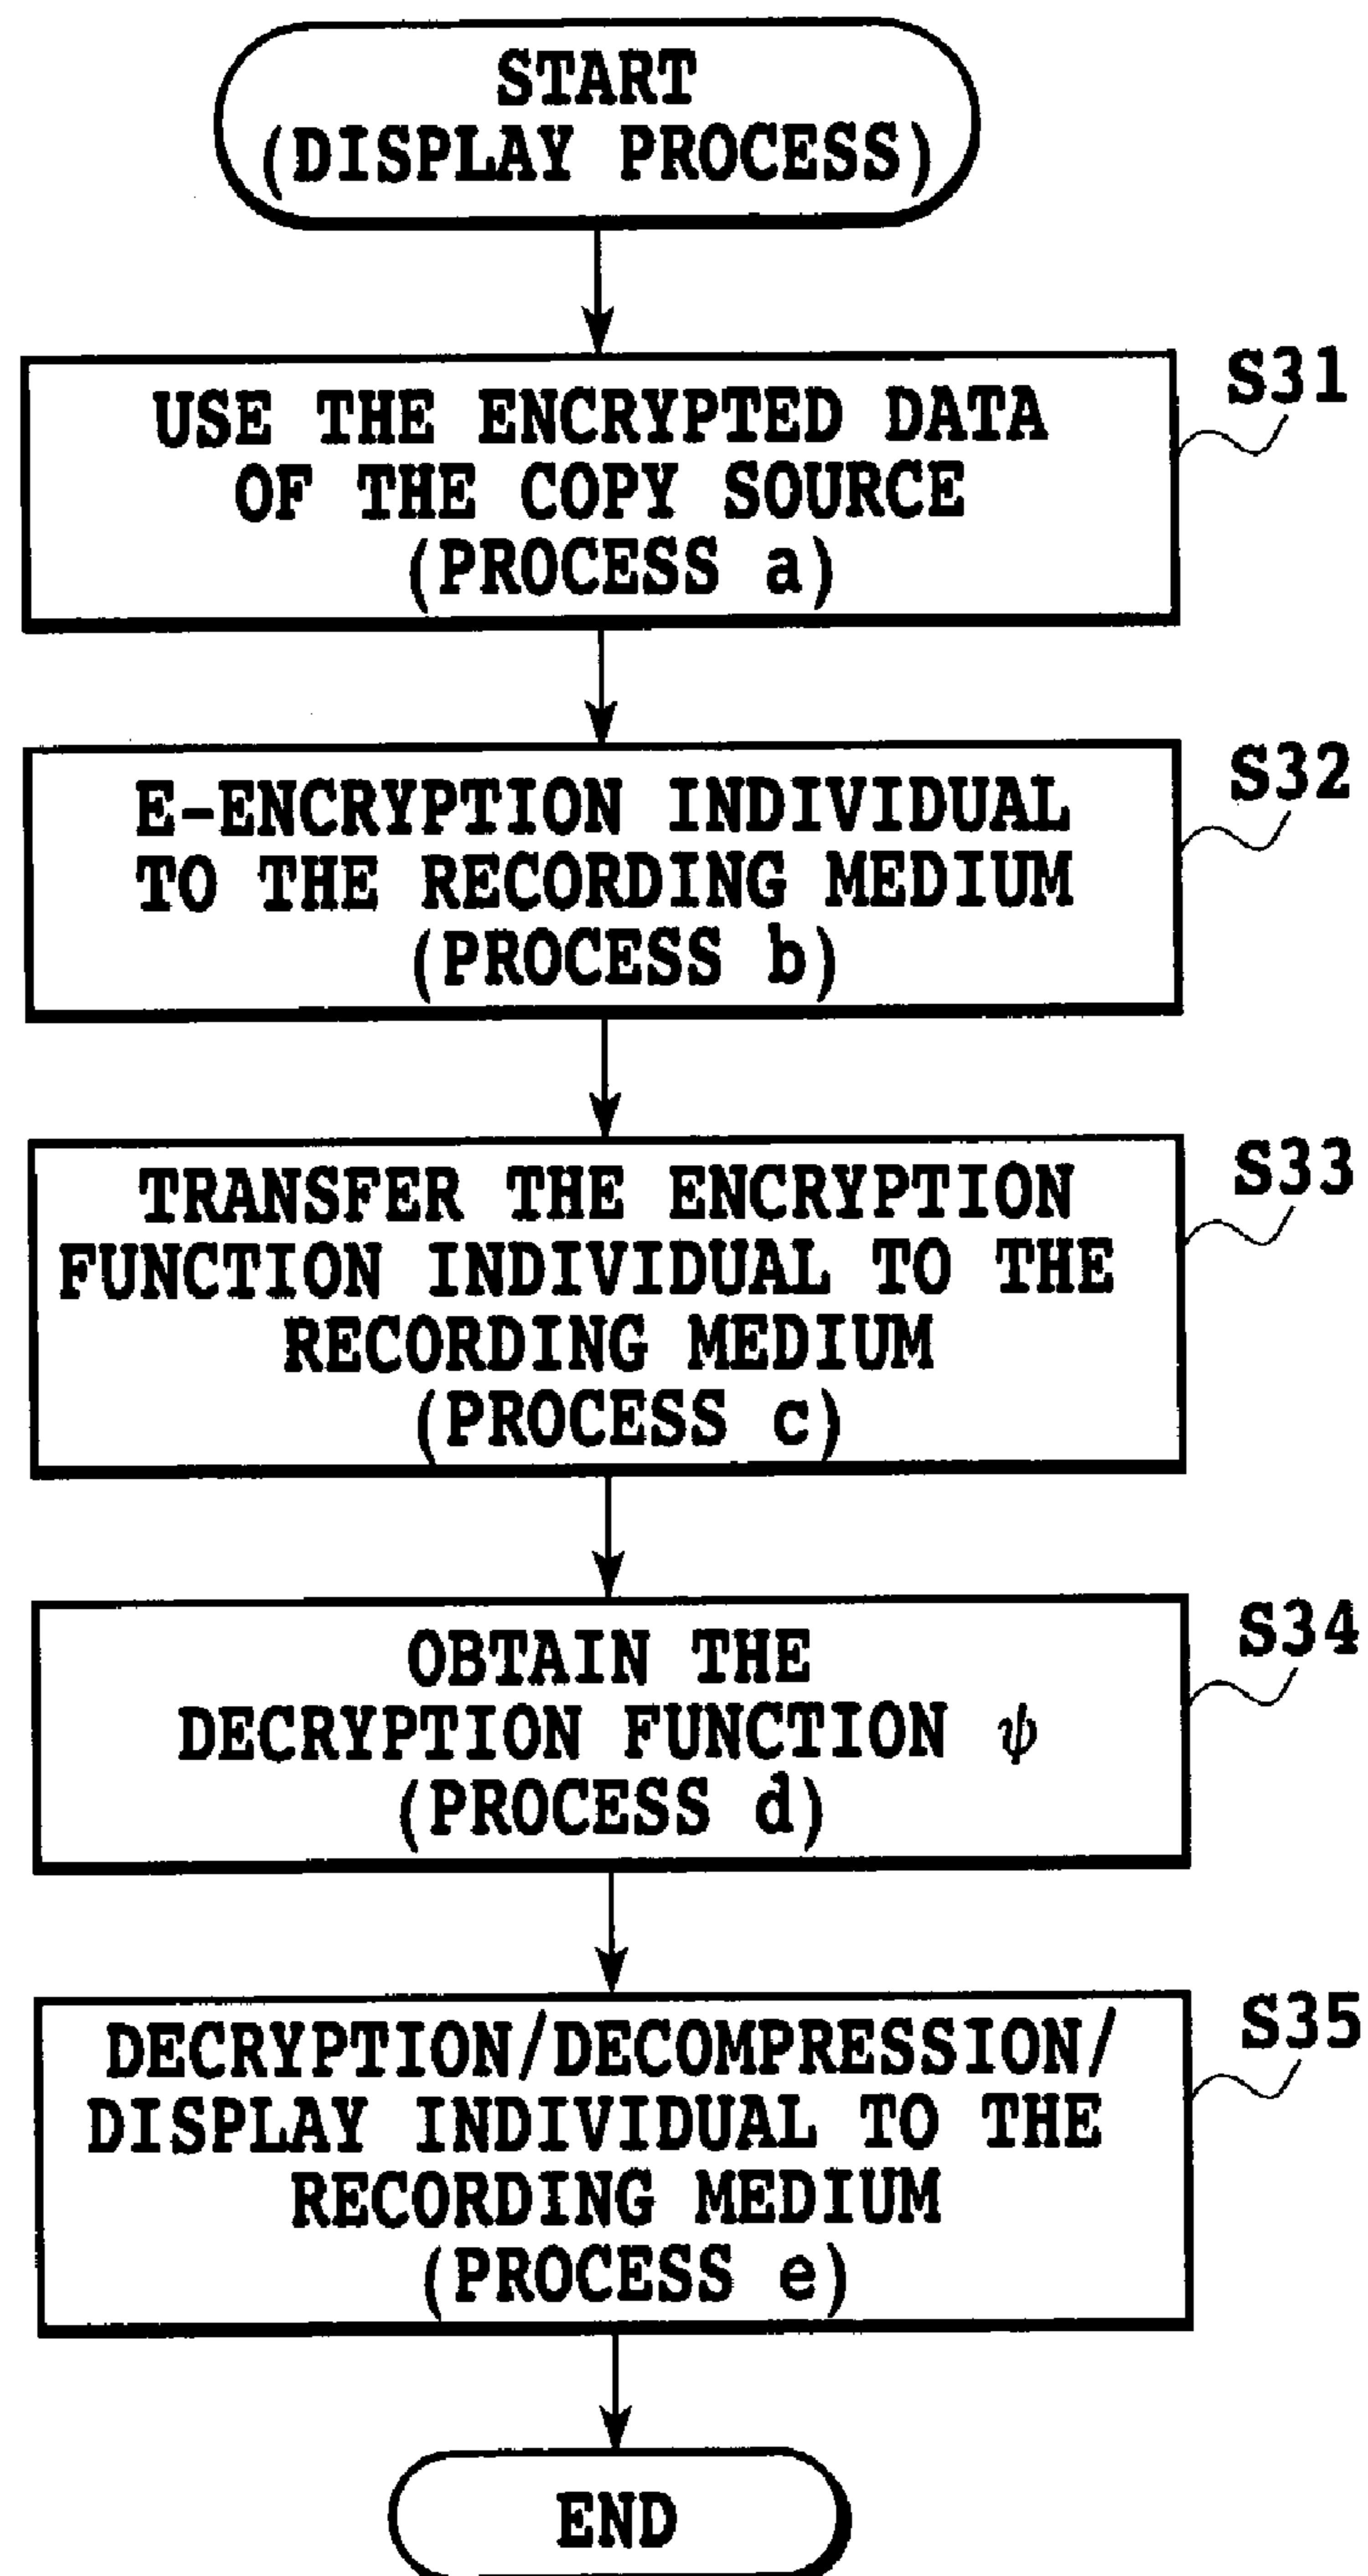 START
(DISPLAY PROCESS)
S31
USE THE ENCRYPTED DATA
OF THE COPY SOURCE
(PROCESS a)
S32
E-ENCRYPTION INDIVIDUAL
TO THE RECORDING MEDIUM
(PROCESS b)
S33
TRANSFER THE ENCRYPTION
FUNCTION INDIVIDUAL TO THE
RECORDING MEDIUM
(PROCESS c)
S34
OBTAIN THE
DECRYPTION FUNCTION ψ
(PROCESS d)
S35
DECRYPTION/DECOMPRESSION/
DISPLAY INDIVIDUAL TO THE
RECORDING MEDIUM
(PROCESS e)
END